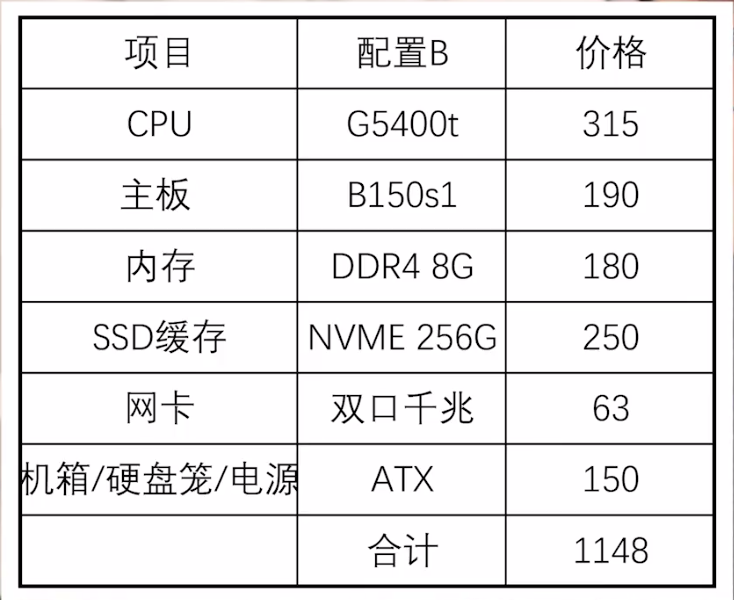 项目 配置B 价格
CPU G5400t 315
主板 B150s1 190
内存 DDR4 8G 180
SSD缓存 NVME 256G 250
网卡 双口千兆 63
机箱/硬盘笼/电源 ATX 150
合计 1148